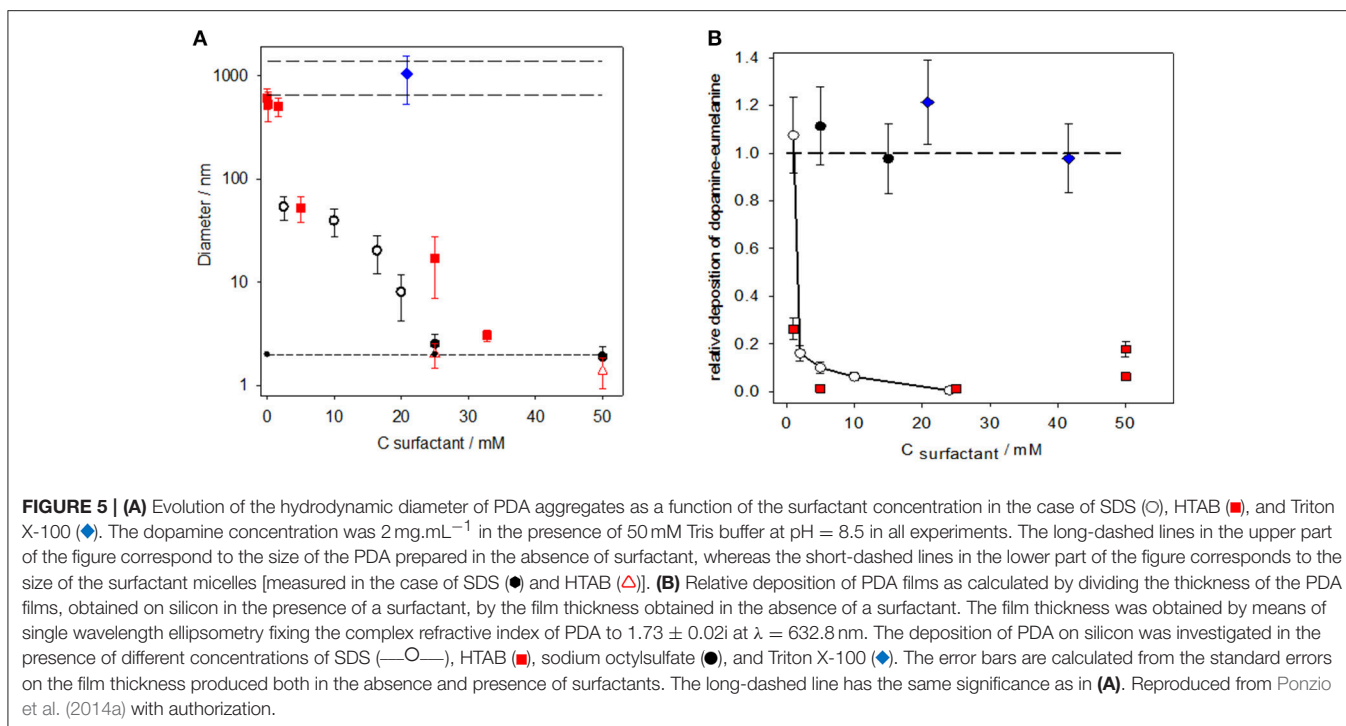 A
B
1000
100
10
1
Diameter / nm
0 10 20 30 40 50
C surfactant / mM
1.4
1.2
1.0
0.8
0.6
0.4
0.2
0.0
relative deposition of dopamine-eumelanine
0 10 20 30 40 50
C surfactant / mM
FIGURE 5 | (A) Evolution of the hydrodynamic diameter of PDA aggregates as a function of the surfactant concentration in the case of SDS (○), HTAB (■), and Triton
X-100 (◆). The dopamine concentration was 2 mg.mL−1 in the presence of 50 mM Tris buffer at pH = 8.5 in all experiments. The long-dashed lines in the upper part
of the figure correspond to the size of the PDA prepared in the absence of surfactant, whereas the short-dashed lines in the lower part of the figure corresponds to the
size of the surfactant micelles [measured in the case of SDS (●) and HTAB (△)]. (B) Relative deposition of PDA films as calculated by dividing the thickness of the PDA
films, obtained on silicon in the presence of a surfactant, by the film thickness obtained in the absence of a surfactant. The film thickness was obtained by means of
single wavelength ellipsometry fixing the complex refractive index of PDA to 1.73 ± 0.02i at λ = 632.8 nm. The deposition of PDA on silicon was investigated in the
presence of different concentrations of SDS (—○—), HTAB (■), sodium octylsulfate (●), and Triton X-100 (◆). The error bars are calculated from the standard errors
on the film thickness produced both in the absence and presence of surfactants. The long-dashed line has the same significance as in (A). Reproduced from Ponzio
et al. (2014a) with authorization.